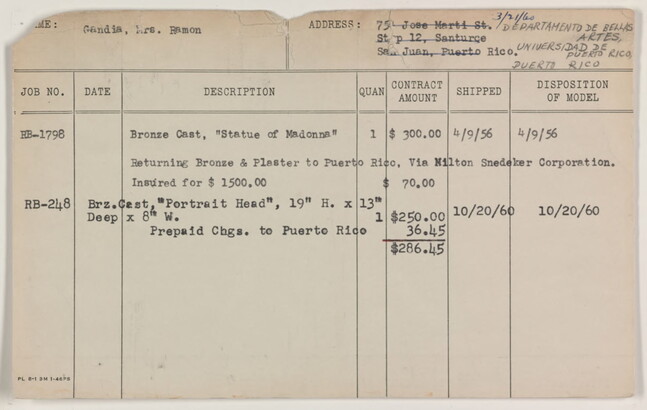 ME: Gandia, Mrs. Ramon
ADDRESS: 754 Jose Marti St.
Stop 12, Santurce
San Juan, Puerto Rico.
3/21/60
DEPARTAMENTO DE BELLAS
ARTES,
UNIVERSIDAD DE
PUERTO RICO,
PUERTO RICO
JOB NO. DATE DESCRIPTION QUAN CONTRACT AMOUNT SHIPPED DISPOSITION OF MODEL
RB-1798 Bronze Cast, "Statue of Madonna" 1 $ 300.00 4/9/56 4/9/56
Returning Bronze & Plaster to Puerto Rico, Via Nilton Snedeker Corporation.
Insured for $ 1500.00 $ 70.00
RB-248 Brz.Cast,"Portrait Head", 19" H. x 13"
Deep x 8" W. 1 $250.00 10/20/60 10/20/60
Prepaid Chgs. to Puerto Rico 36.45
$286.45